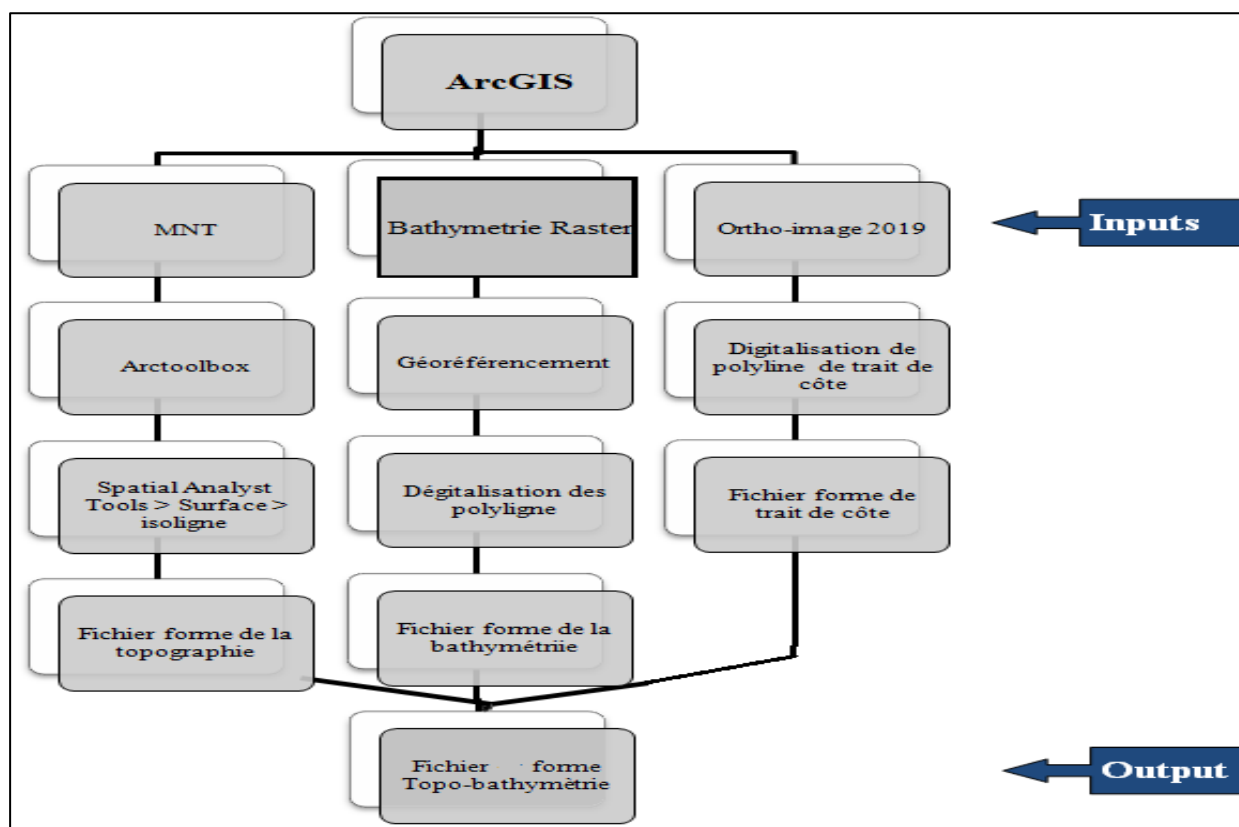 ArcGIS
MNT
Bathymetrie Raster
Ortho-image 2019
Inputs
Arctoolbox
Géoréférencement
Digitalisation de
polyline de trait de
côte
Spatial Analyst
Tools > Surface >
isoligne
Dégitalisation des
polyligne
Fichier forme de
trait de côte
Fichier forme de la
topographie
Fichier forme de la
bathymétriie
Fichier forme
Topo-bathymètrie
Output